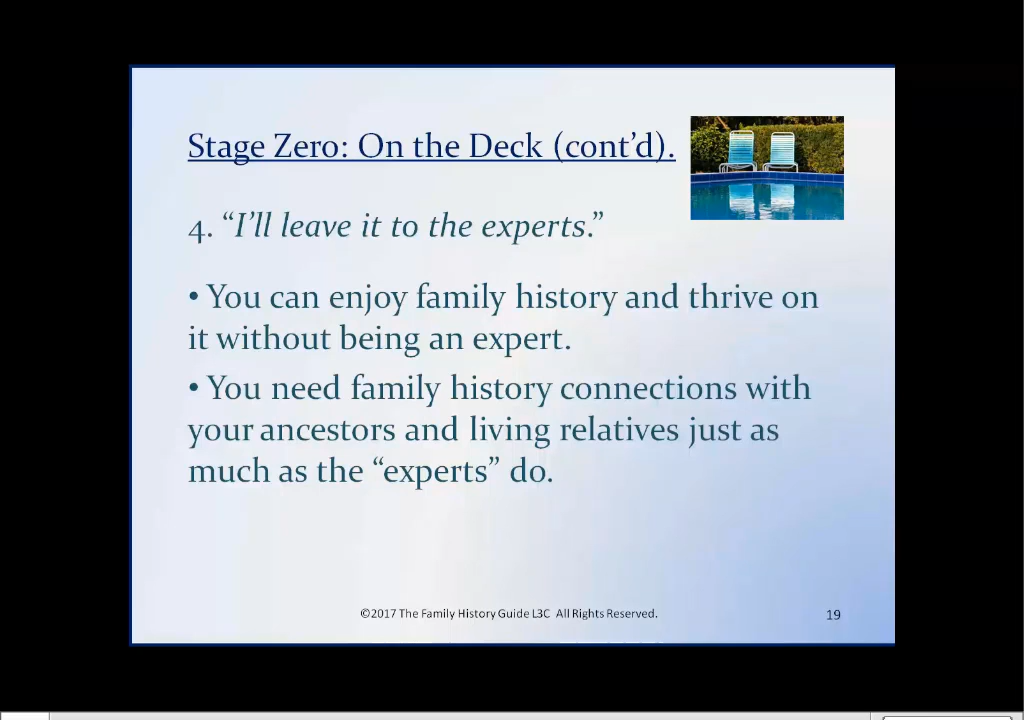 Stage Zero: On the Deck (cont’d).
4. “I’ll leave it to the experts.”
• You can enjoy family history and thrive on
it without being an expert.
• You need family history connections with
your ancestors and living relatives just as
much as the “experts” do.
©2017 The Family History Guide L3C All Rights Reserved.
19